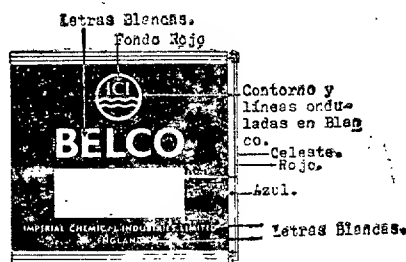 Letras Blancas.
Fondo Rojo
ICI
Contorno y
líneas ondu-
ladas en Blan
co.
BELCO
Celeste.
Rojo.
Azul.
IMPERIAL CHEMICAL INDUSTRIES LIMITED
ENGLAND
Letras Blancas.